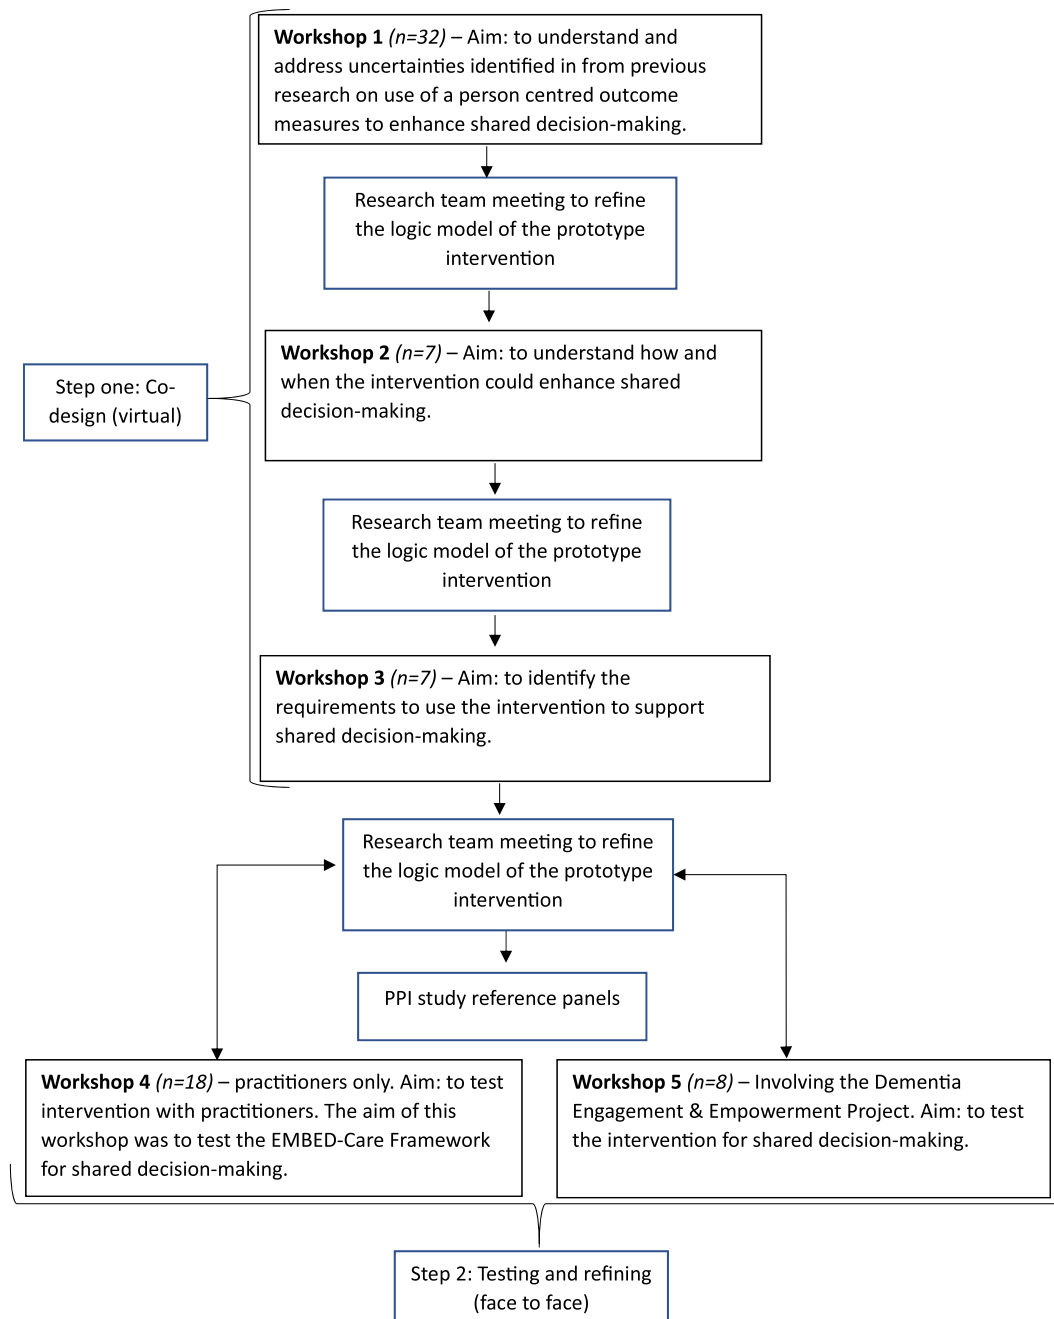 Workshop 1 (n=32) – Aim: to understand and
address uncertainties identified in from previous
research on use of a person centred outcome
measures to enhance shared decision-making.
Research team meeting to refine
the logic model of the prototype
intervention
Workshop 2 (n=7) – Aim: to understand how and
when the intervention could enhance shared
decision-making.
Step one: Co-
design (virtual)
Research team meeting to refine
the logic model of the prototype
intervention
Workshop 3 (n=7) – Aim: to identify the
requirements to use the intervention to support
shared decision-making.
Research team meeting to refine
the logic model of the prototype
intervention
PPI study reference panels
Workshop 4 (n=18) – practitioners only. Aim: to test
intervention with practitioners. The aim of this
workshop was to test the EMBED-Care Framework
for shared decision-making.
Workshop 5 (n=8) – Involving the Dementia
Engagement & Empowerment Project. Aim: to test
the intervention for shared decision-making.
Step 2: Testing and refining
(face to face)